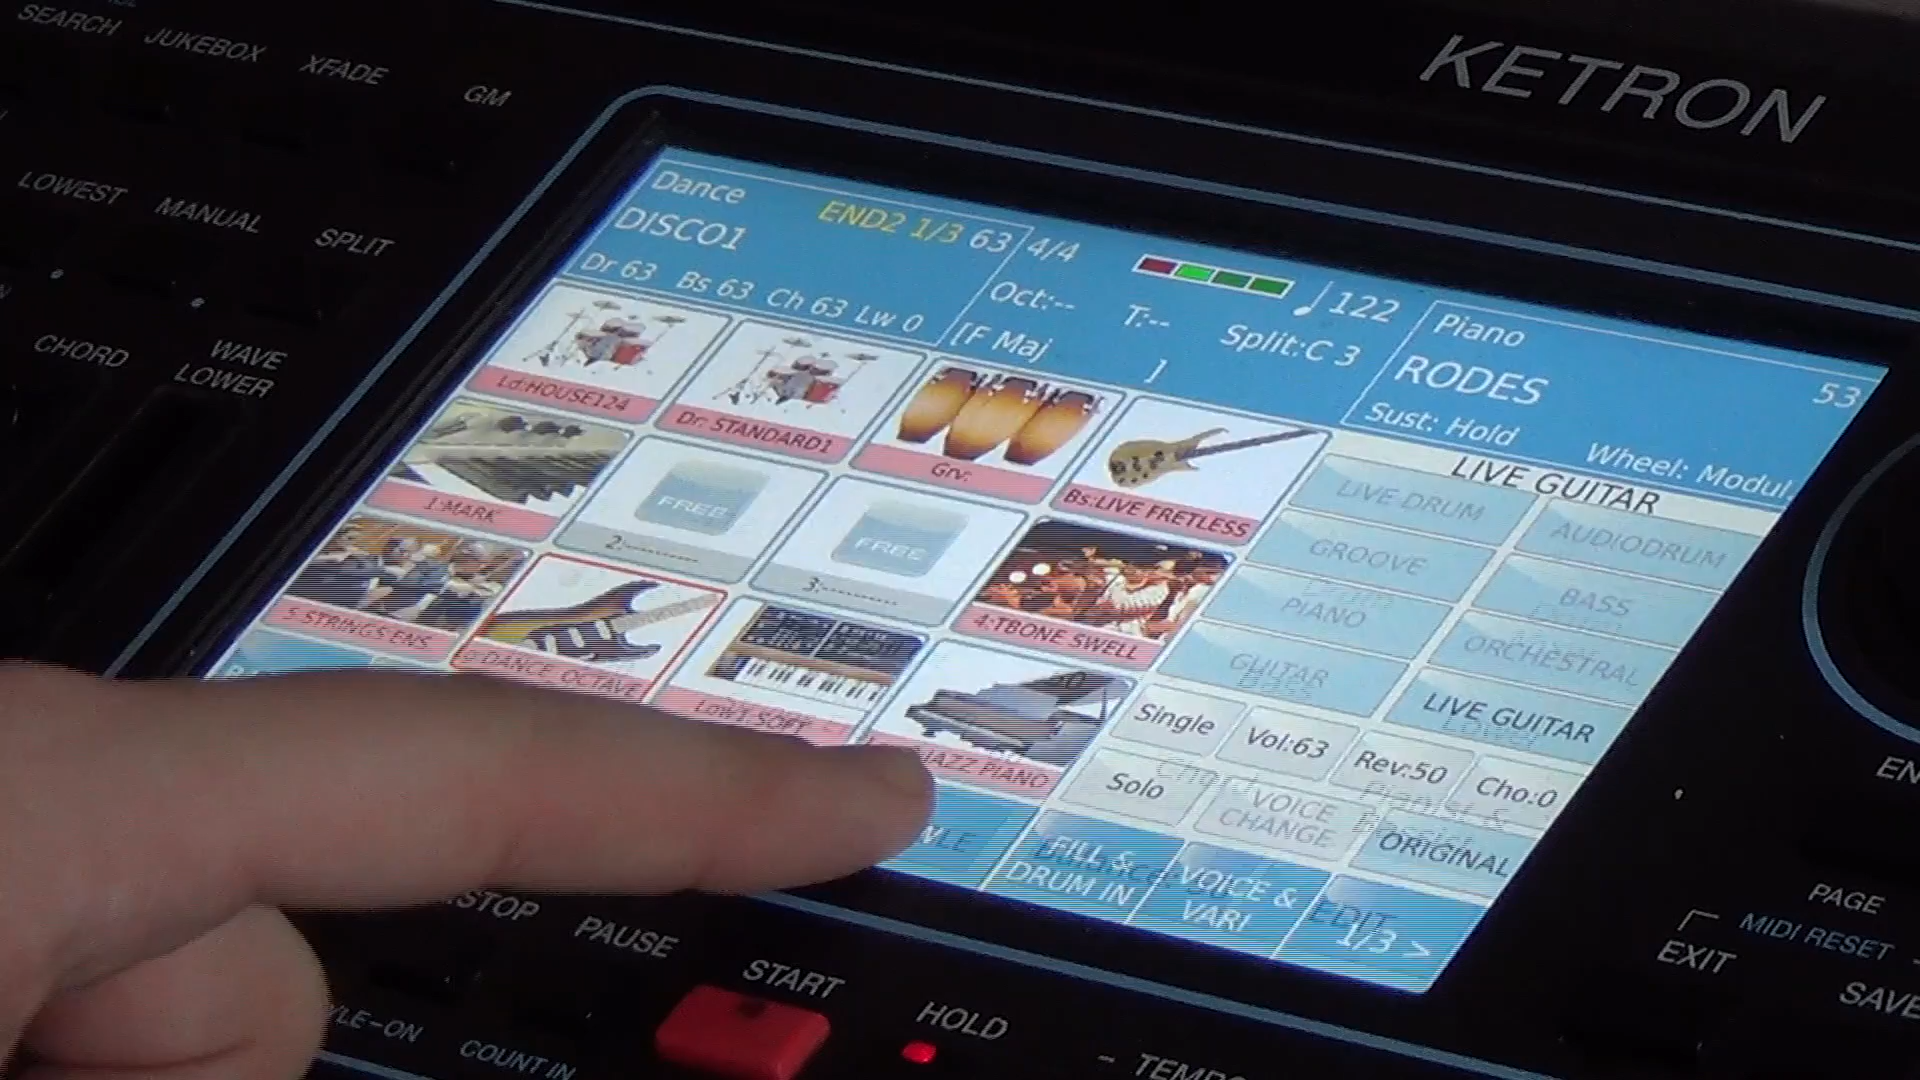 SEARCH JUKEBOX XFADE GM
KETRON
LOWEST MANUAL SPLIT
CHORD WAVE
LOWER
Dance
DISCO1 END2 1/3 63
Dr 63 Bs 63 Ch 63 Lw 0
4/4 122
Oct:-- T:-- Split:C 3
[F Maj ]
Piano
RODES 53
Sust: Hold Wheel: Modul.
Ld:HOUSE124
Dr: STANDARD1
Grv:
Bs:LIVE FRETLESS
1:MARK
FREE
2:----------
FREE
3:----------
4:TBONE SWELL
5:STRINGS ENS
DANCE OCTAVE
Low1:SOFT
JAZZ PIANO
LIVE GUITAR
LIVE DRUM AUDIODRUM
GROOVE BASS
PIANO ORCHESTRAL
GUITAR LIVE GUITAR
Single Vol:63 Rev:50 Cho:0
Solo VOICE
CHANGE ORIGINAL
FILL &
DRUM IN
VOICE &
VARI
EDIT
1/3 >
PAUSE
START
HOLD
COUNT IN
PAGE
MIDI RESET
EXIT
SAVE